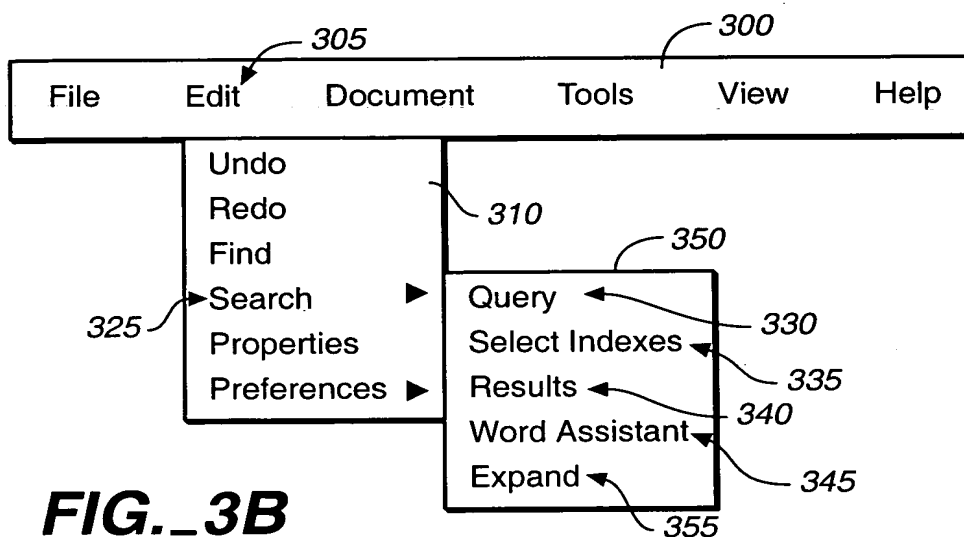 305
300
File Edit Document Tools View Help
Undo
Redo
310
Find
350
325 Search ▶ Query
330
Properties Select Indexes
335
Preferences ▶ Results
340
Word Assistant
345
Expand
355
FIG._3B